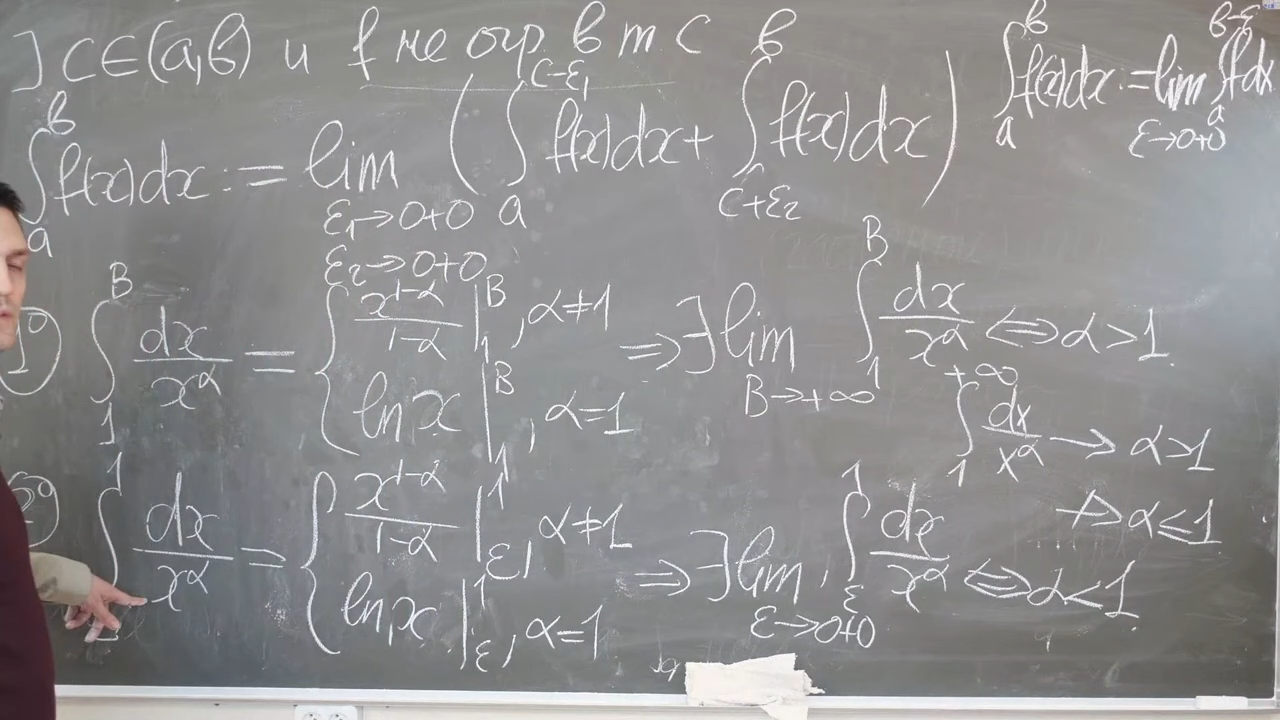 ] C∈(a,b) и f не огр. в т C
∫_a^b f(x)dx := lim_{ε→0+0} ∫_a^{b-ε} fdx
∫_a^b f(x)dx := lim_{ε₁→0+0, ε₂→0+0} ( ∫_a^{c-ε₁} f(x)dx + ∫_{c+ε₂}^b f(x)dx )
1° ∫_1^B dx/x^α = { x^{1-α}/(1-α) |_1^B , α≠1 ; ln x |_1^B , α=1 ⇒ ∃ lim_{B→+∞} ∫_1^B dx/x^α ⇔ α>1
∫_1^{+∞} dx/x^α → α>1
↛ α≤1
2° ∫^1 dx/x^α = { x^{1-α}/(1-α) |_ε^1 , α≠1 ; ln x |_ε^1 , α=1 ⇒ ∃ lim_{ε→0+0} ∫_ε^1 dx/x^α ⇔ α<1